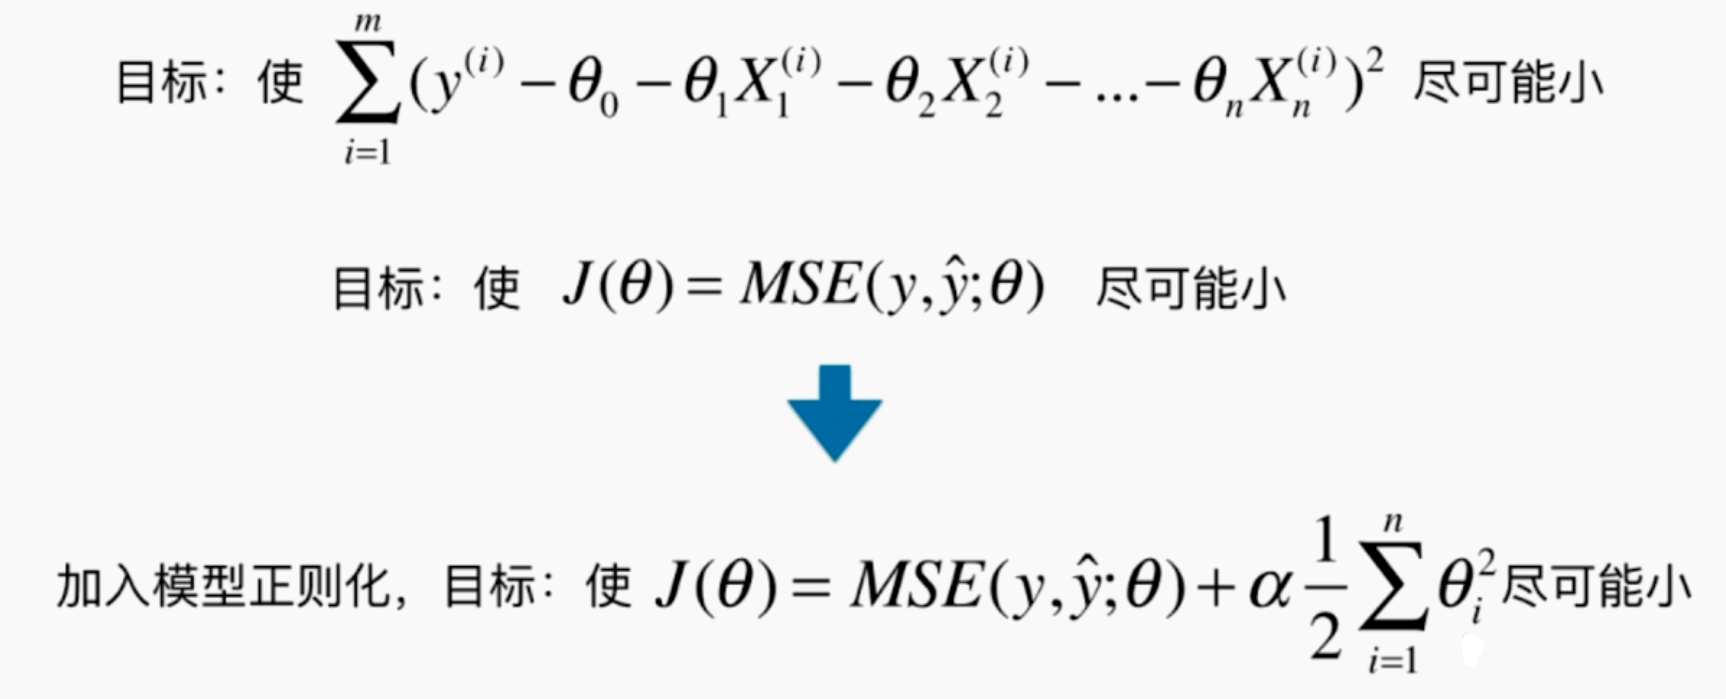 目标：使 $\sum_{i=1}^{m}(y^{(i)}-\theta_0-\theta_1X_1^{(i)}-\theta_2X_2^{(i)}-...-\theta_nX_n^{(i)})^2$ 尽可能小
目标：使 $J(\theta)=MSE(y,\hat{y};\theta)$ 尽可能小
加入模型正则化，目标：使 $J(\theta)=MSE(y,\hat{y};\theta)+\alpha\frac{1}{2}\sum_{i=1}^{n}\theta_i^2$ 尽可能小